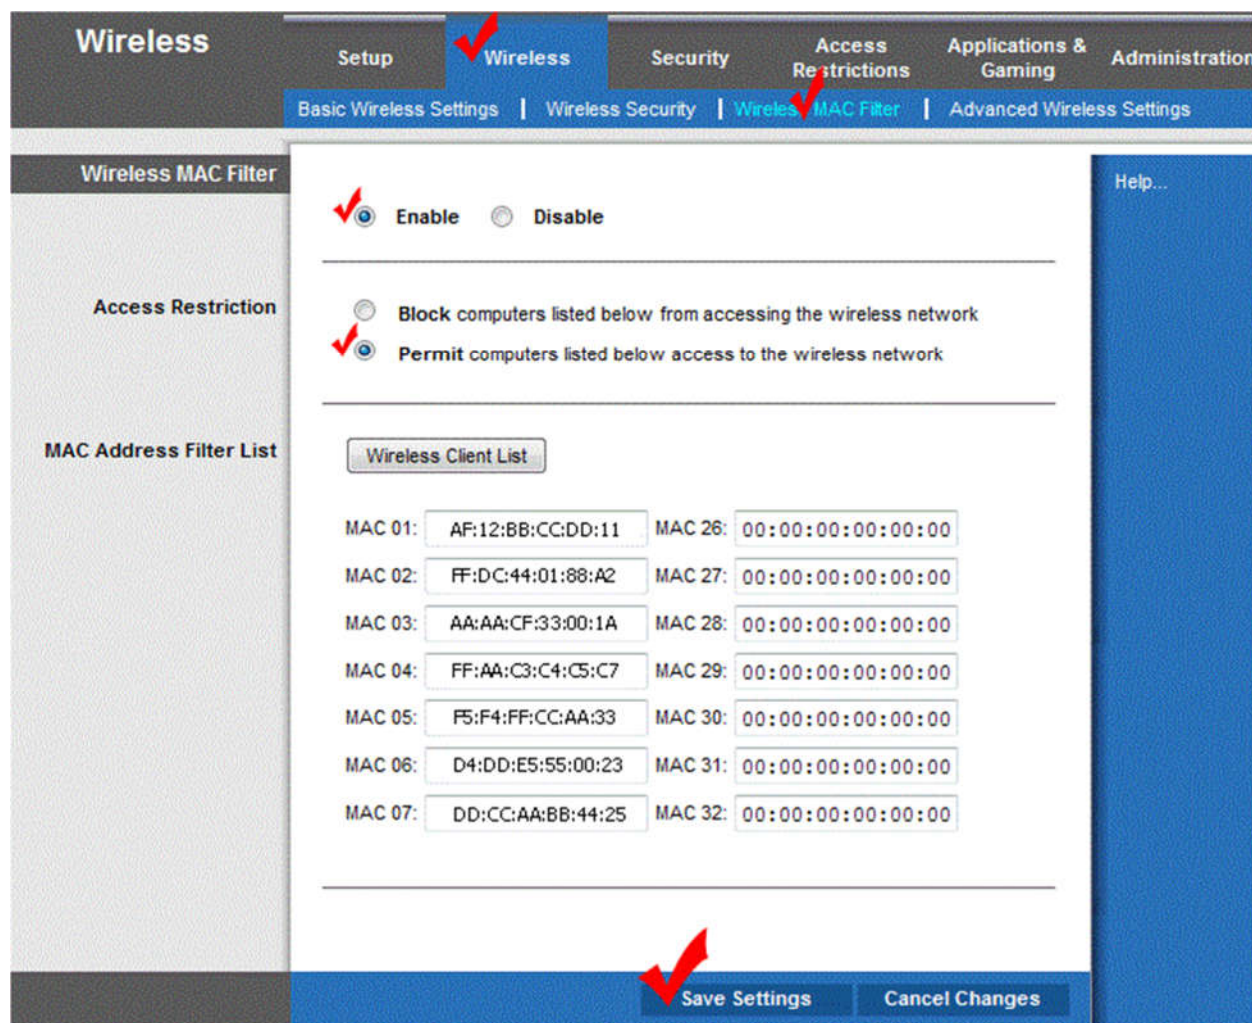 Wireless
Setup
Wireless
Security
Access
Restrictions
Applications &
Gaming
Administration
Basic Wireless Settings | Wireless Security | Wireless MAC Filter | Advanced Wireless Settings
Wireless MAC Filter
Help...
Enable Disable
Access Restriction
Block computers listed below from accessing the wireless network
Permit computers listed below access to the wireless network
MAC Address Filter List
Wireless Client List
MAC 01: AF:12:BB:CC:DD:11 MAC 26: 00:00:00:00:00:00
MAC 02: FF:DC:44:01:88:A2 MAC 27: 00:00:00:00:00:00
MAC 03: AA:AA:CF:33:00:1A MAC 28: 00:00:00:00:00:00
MAC 04: FF:AA:C3:C4:C5:C7 MAC 29: 00:00:00:00:00:00
MAC 05: F5:F4:FF:CC:AA:33 MAC 30: 00:00:00:00:00:00
MAC 06: D4:DD:E5:55:00:23 MAC 31: 00:00:00:00:00:00
MAC 07: DD:CC:AA:BB:44:25 MAC 32: 00:00:00:00:00:00
Save Settings Cancel Changes